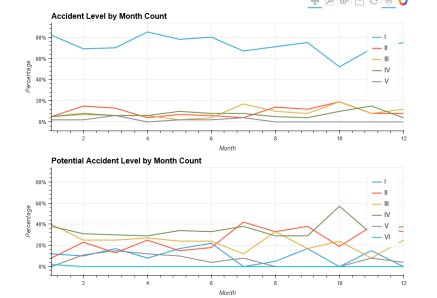 Accident Level by Month Count
80%
60%
40%
20%
0%
Percentage
2
4
6
8
10
12
Month
I
II
III
IV
V
Potential Accident Level by Month Count
80%
60%
40%
20%
0%
Percentage
2
4
6
8
10
12
Month
I
II
III
IV
V
VI